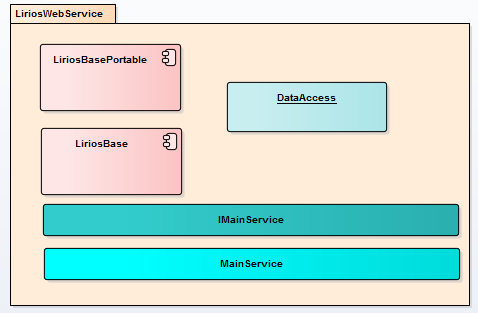 LiriosWebService
LiriosBasePortable
DataAccess
LiriosBase
IMainService
MainService